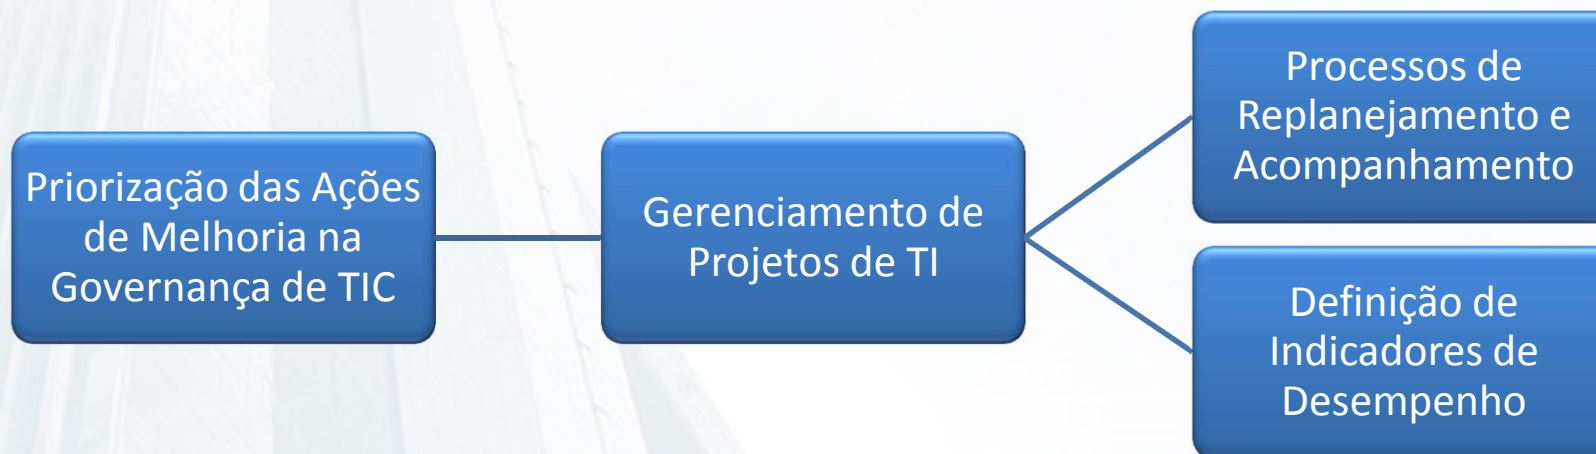 Priorização das Ações
de Melhoria na
Governança de TIC
Gerenciamento de
Projetos de TI
Processos de
Replanejamento e
Acompanhamento
Definição de
Indicadores de
Desempenho